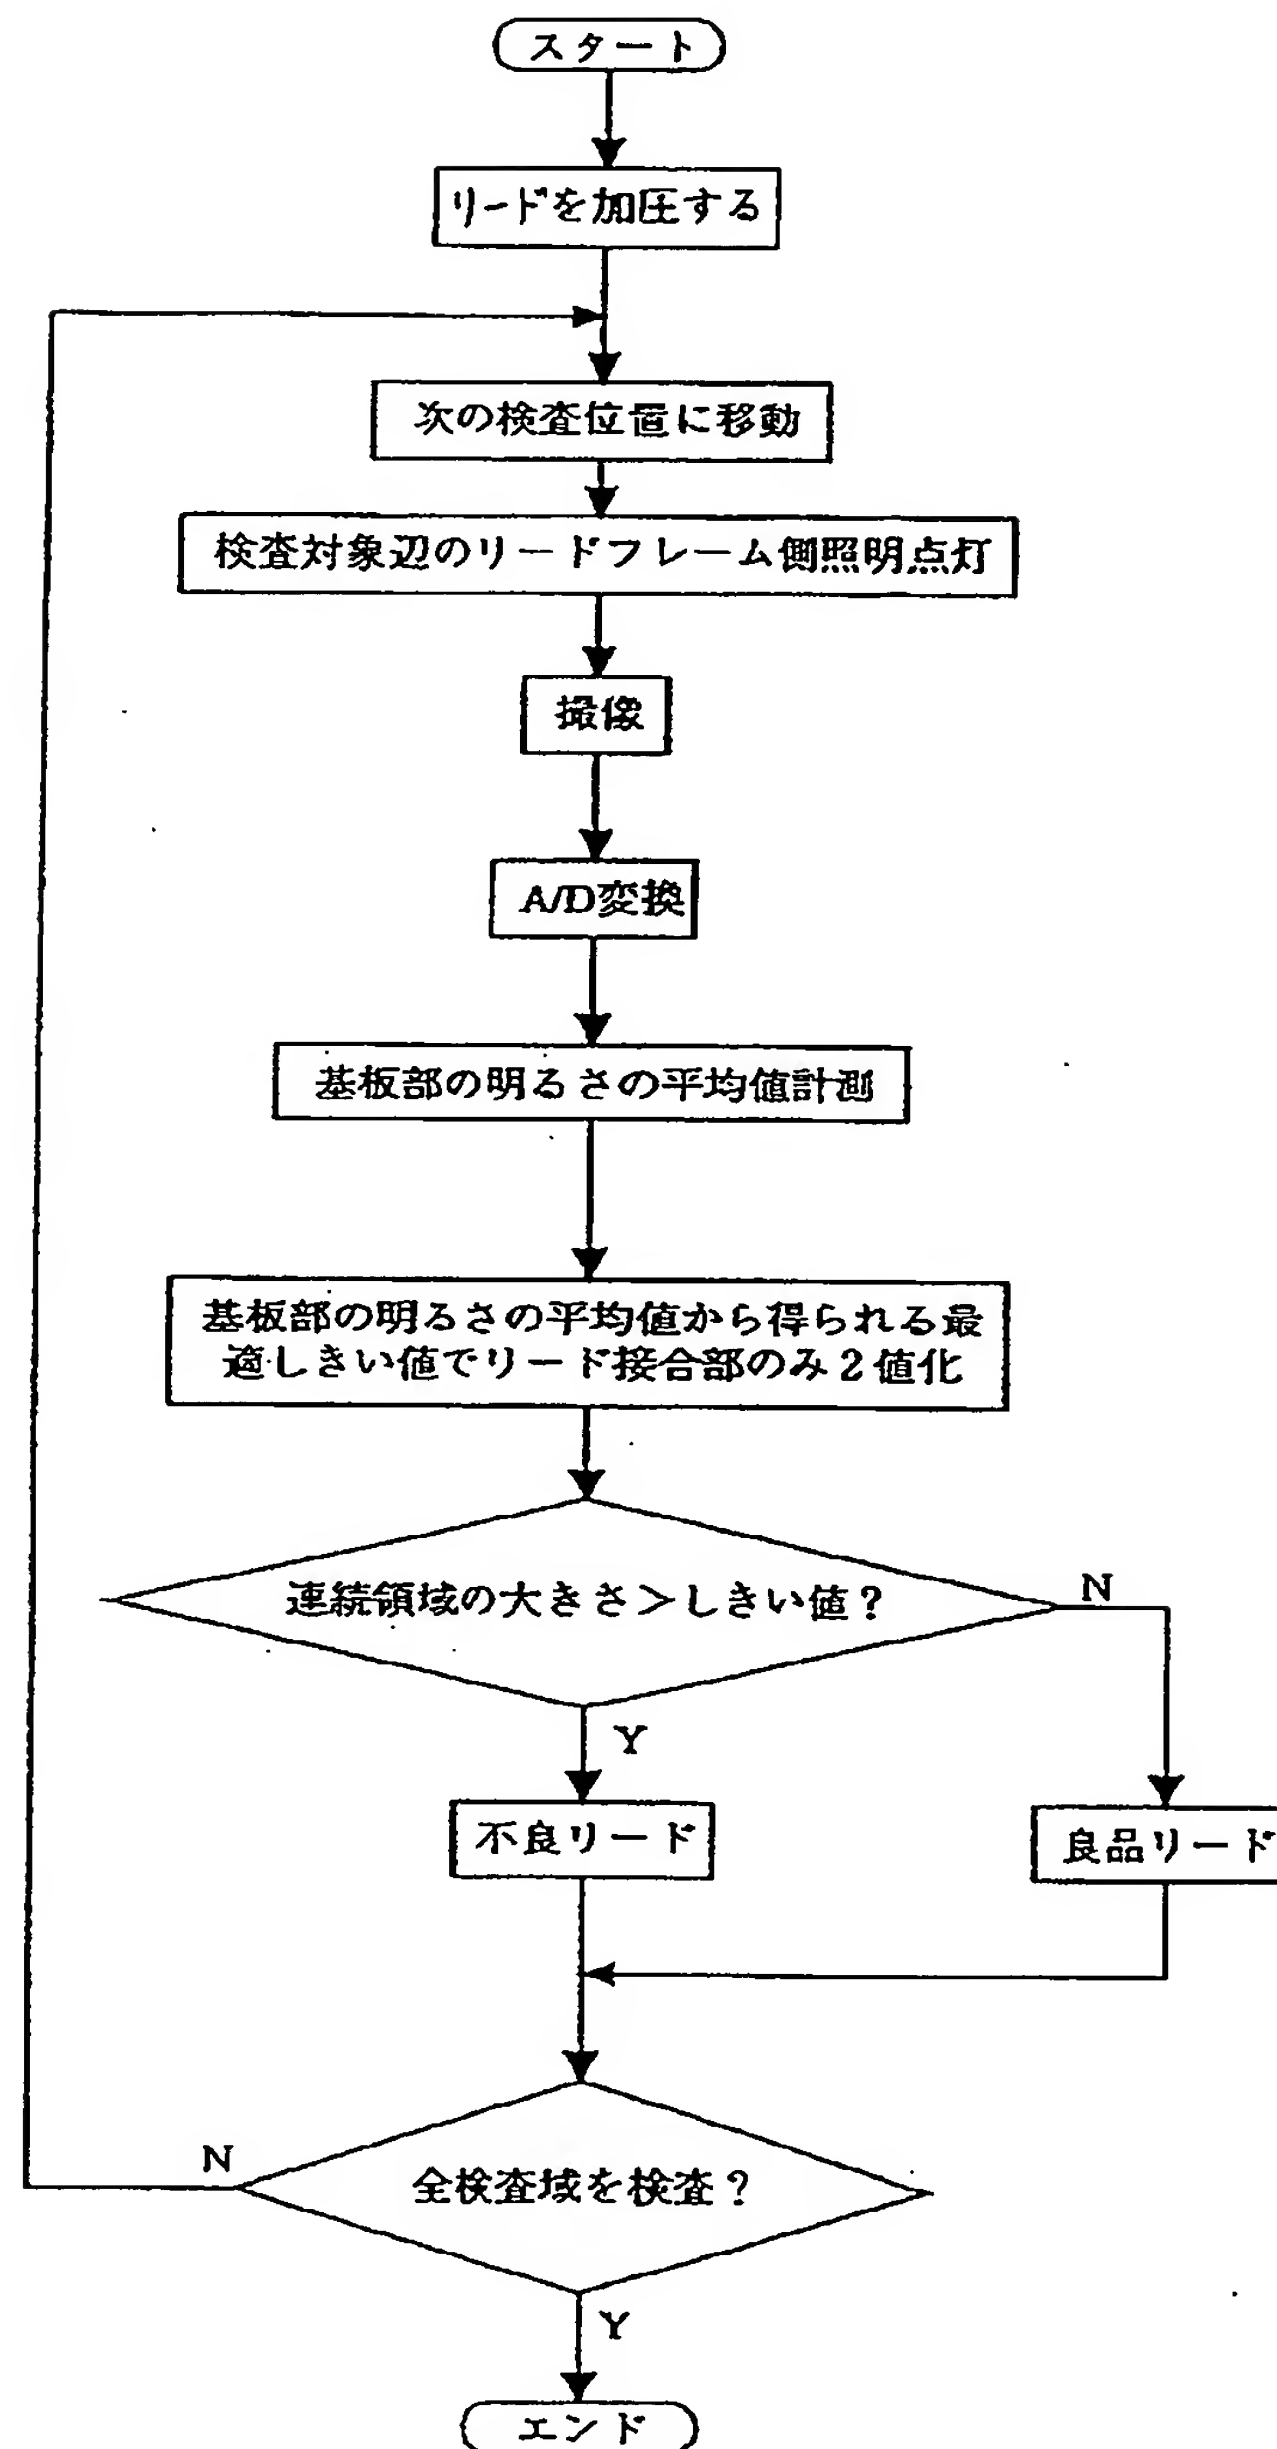 スタート
リードを加圧する
次の検査位置に移動
検査対象辺のリードフレーム側照明点灯
撮像
A/D変換
基板部の明るさの平均値計測
基板部の明るさの平均値から得られる最
適しきい値でリード接合部のみ2値化
連続領域の大きさ>しきい値?
N
Y
不良リード
良品リード
N
全検査域を検査?
Y
エンド